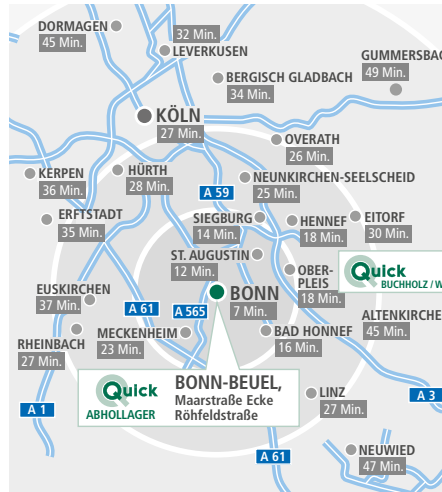 DORMAGEN
45 Min.
32 Min.
LEVERKUSEN
GUMMERSBAC
49 Min.
BERGISCH GLADBACH
34 Min.
KÖLN
27 Min.
OVERATH
26 Min.
KERPEN
36 Min.
HÜRTH
28 Min.
NEUNKIRCHEN-SEELSCHEID
25 Min.
A 59
ERFTSTADT
35 Min.
SIEGBURG
14 Min.
HENNEF
18 Min.
EITORF
30 Min.
ST. AUGUSTIN
12 Min.
OBER-
PLEIS
18 Min.
Quick
BUCHHOLZ / W
EUSKIRCHEN
37 Min.
A 61
A 565
BONN
7 Min.
ALTENKIRCHE
45 Min.
MECKENHEIM
23 Min.
BAD HONNEF
16 Min.
RHEINBACH
27 Min.
Quick
ABHOLLAGER
BONN-BEUEL,
Maarstraße Ecke
Röhfeldstraße
A 1
LINZ
27 Min.
A 3
A 61
NEUWIED
47 Min.